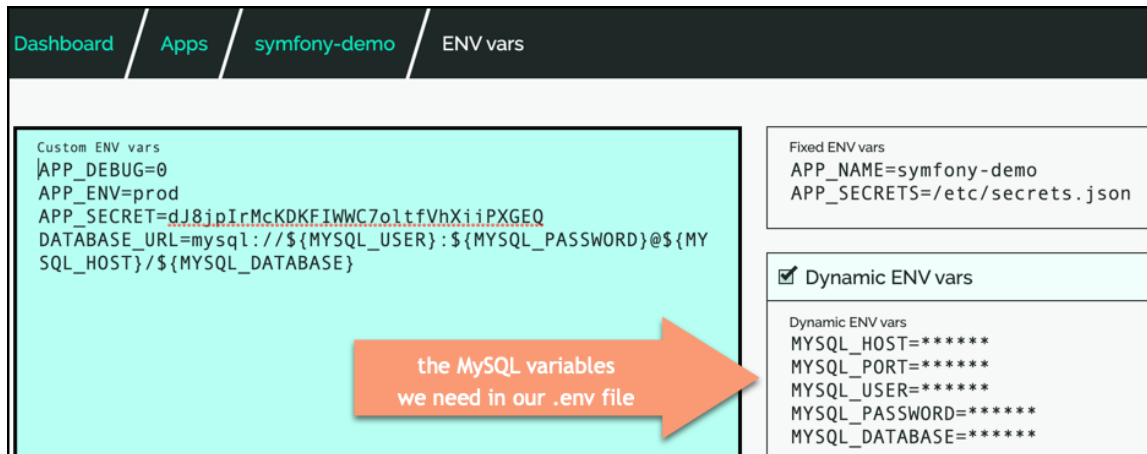 Dashboard Apps symfony-demo ENV vars
Custom ENV vars
APP_DEBUG=0
APP_ENV=prod
APP_SECRET=dJ8jpIrMcKDKFIWWC7oltfVhXiiPXGEQ
DATABASE_URL=mysql://${MYSQL_USER}:${MYSQL_PASSWORD}@${MY
SQL_HOST}/${MYSQL_DATABASE}
the MySQL variables
we need in our .env file
Fixed ENV vars
APP_NAME=symfony-demo
APP_SECRETS=/etc/secrets.json
Dynamic ENV vars
Dynamic ENV vars
MYSQL_HOST=******
MYSQL_PORT=******
MYSQL_USER=******
MYSQL_PASSWORD=******
MYSQL_DATABASE=******